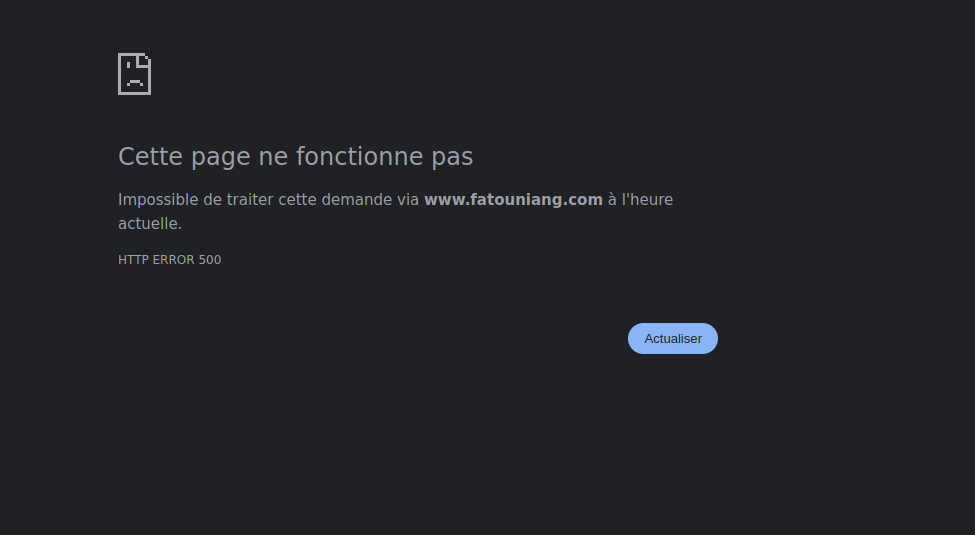 Cette page ne fonctionne pas
Impossible de traiter cette demande via www.fatouniang.com à l'heure
actuelle.
HTTP ERROR 500
Actualiser